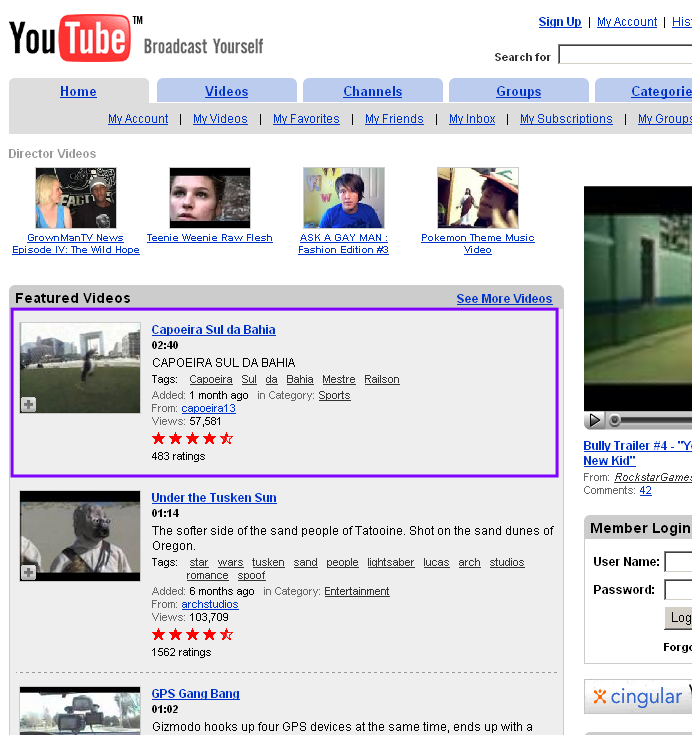 YouTube™ Broadcast Yourself
Sign Up | My Account | His
Search for
Home Videos Channels Groups Categorie
My Account | My Videos | My Favorites | My Friends | My Inbox | My Subscriptions | My Groups
Director Videos
GrownManTV News
Episode IV: The Wild Hope
Teenie Weenie Raw Flesh
ASK A GAY MAN :
Fashion Edition #3
Pokemon Theme Music
Video
Featured Videos See More Videos
Capoeira Sul da Bahia
02:40
CAPOEIRA SUL DA BAHIA
Tags: Capoeira Sul da Bahia Mestre Railson
Added: 1 month ago in Category: Sports
From: capoeira13
Views: 57,581
483 ratings
Under the Tusken Sun
01:14
The softer side of the sand people of Tatooine. Shot on the sand dunes of
Oregon.
Tags: star wars tusken sand people lightsaber lucas arch studios
romance spoof
Added: 6 months ago in Category: Entertainment
From: archstudios
Views: 103,709
1562 ratings
GPS Gang Bang
01:02
Gizmodo hooks up four GPS devices at the same time, ends up with a
Bully Trailer #4 - "Y
New Kid"
From: RockstarGames
Comments: 42
Member Login
User Name:
Password:
Log
Forgo
cingular